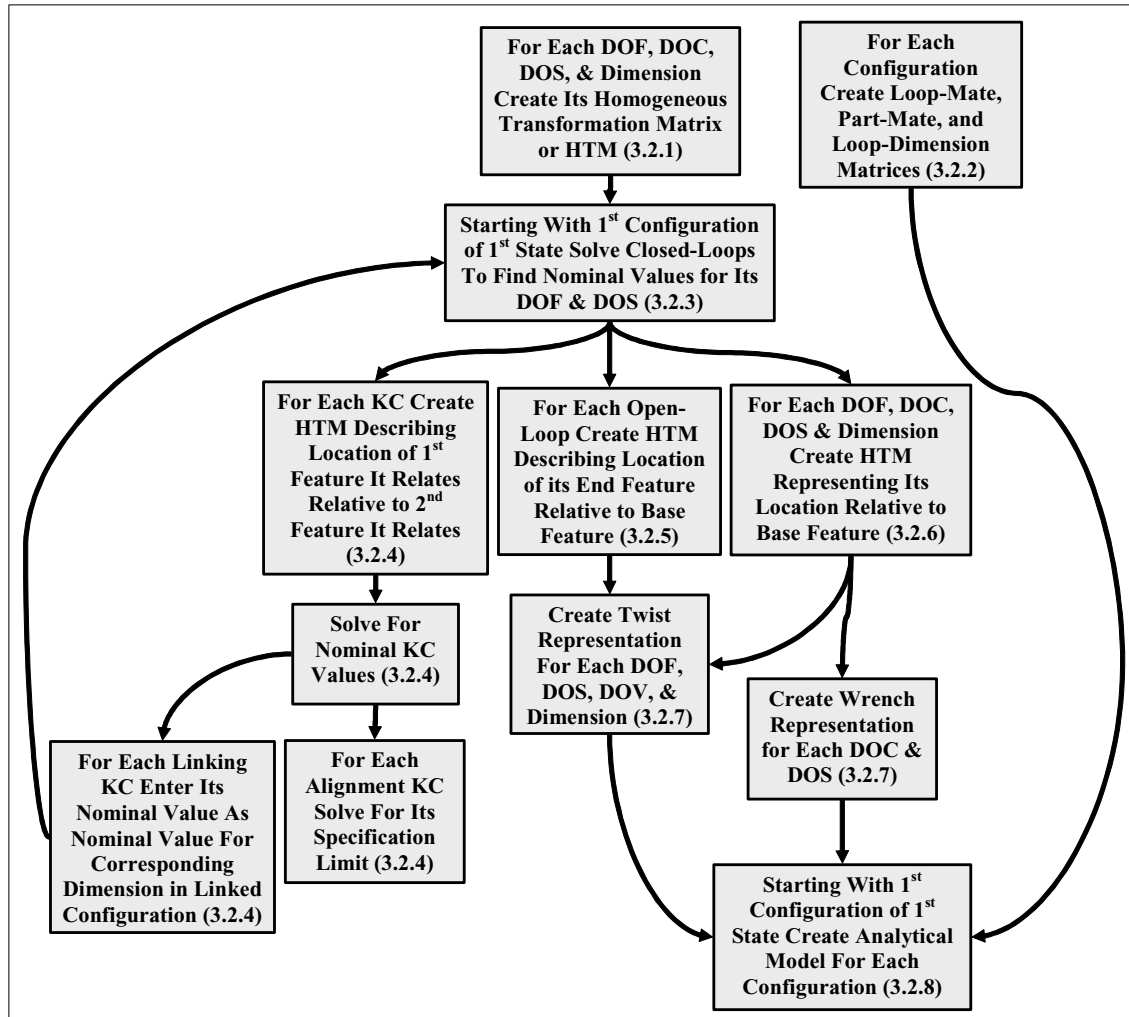 For Each DOF, DOC,
DOS, & Dimension
Create Its Homogeneous
Transformation Matrix
or HTM (3.2.1)
For Each
Configuration
Create Loop-Mate,
Part-Mate, and
Loop-Dimension
Matrices (3.2.2)
Starting With 1st Configuration
of 1st State Solve Closed-Loops
To Find Nominal Values for Its
DOF & DOS (3.2.3)
For Each KC Create
HTM Describing
Location of 1st
Feature It Relates
Relative to 2nd
Feature It Relates
(3.2.4)
For Each Open-
Loop Create HTM
Describing Location
of its End Feature
Relative to Base
Feature (3.2.5)
For Each DOF, DOC,
DOS & Dimension
Create HTM
Representing Its
Location Relative to
Base Feature (3.2.6)
Solve For
Nominal KC
Values (3.2.4)
Create Twist
Representation
For Each DOF,
DOS, DOV, &
Dimension (3.2.7)
Create Wrench
Representation
for Each DOC &
DOS (3.2.7)
For Each Linking
KC Enter Its
Nominal Value As
Nominal Value For
Corresponding
Dimension in Linked
Configuration (3.2.4)
For Each
Alignment KC
Solve For Its
Specification
Limit (3.2.4)
Starting With 1st
Configuration of 1st
State Create Analytical
Model For Each
Configuration (3.2.8)